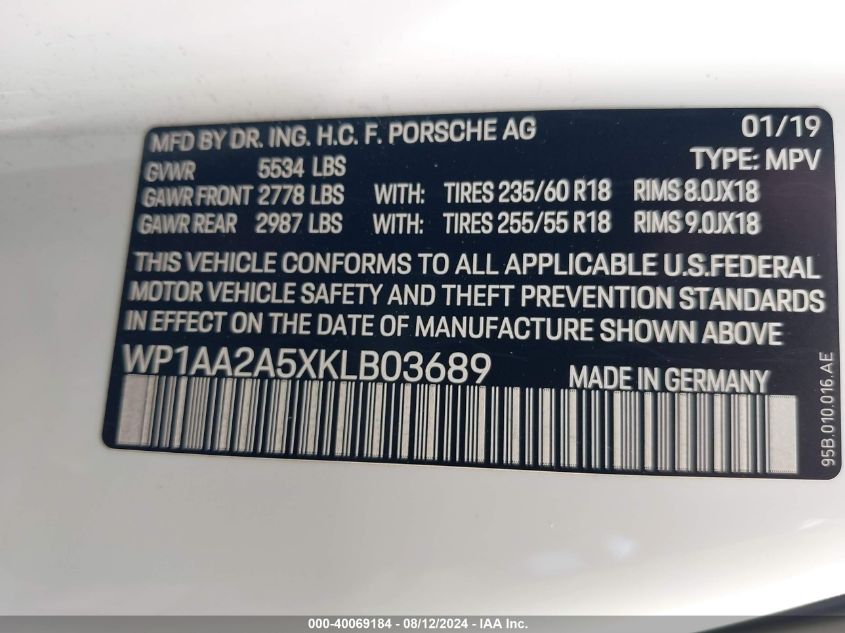 MFD BY DR. ING. H.C. F. PORSCHE AG 01/19
GVWR 5534 LBS TYPE: MPV
GAWR FRONT 2778 LBS WITH: TIRES 235/60 R18 RIMS 8.0JX18
GAWR REAR 2987 LBS WITH: TIRES 255/55 R18 RIMS 9.0JX18
THIS VEHICLE CONFORMS TO ALL APPLICABLE U.S.FEDERAL
MOTOR VEHICLE SAFETY AND THEFT PREVENTION STANDARDS
IN EFFECT ON THE DATE OF MANUFACTURE SHOWN ABOVE
WP1AA2A5XKLB03689 MADE IN GERMANY
95B.010.016.AE
000-40069184 - 08/12/2024 - IAA Inc.